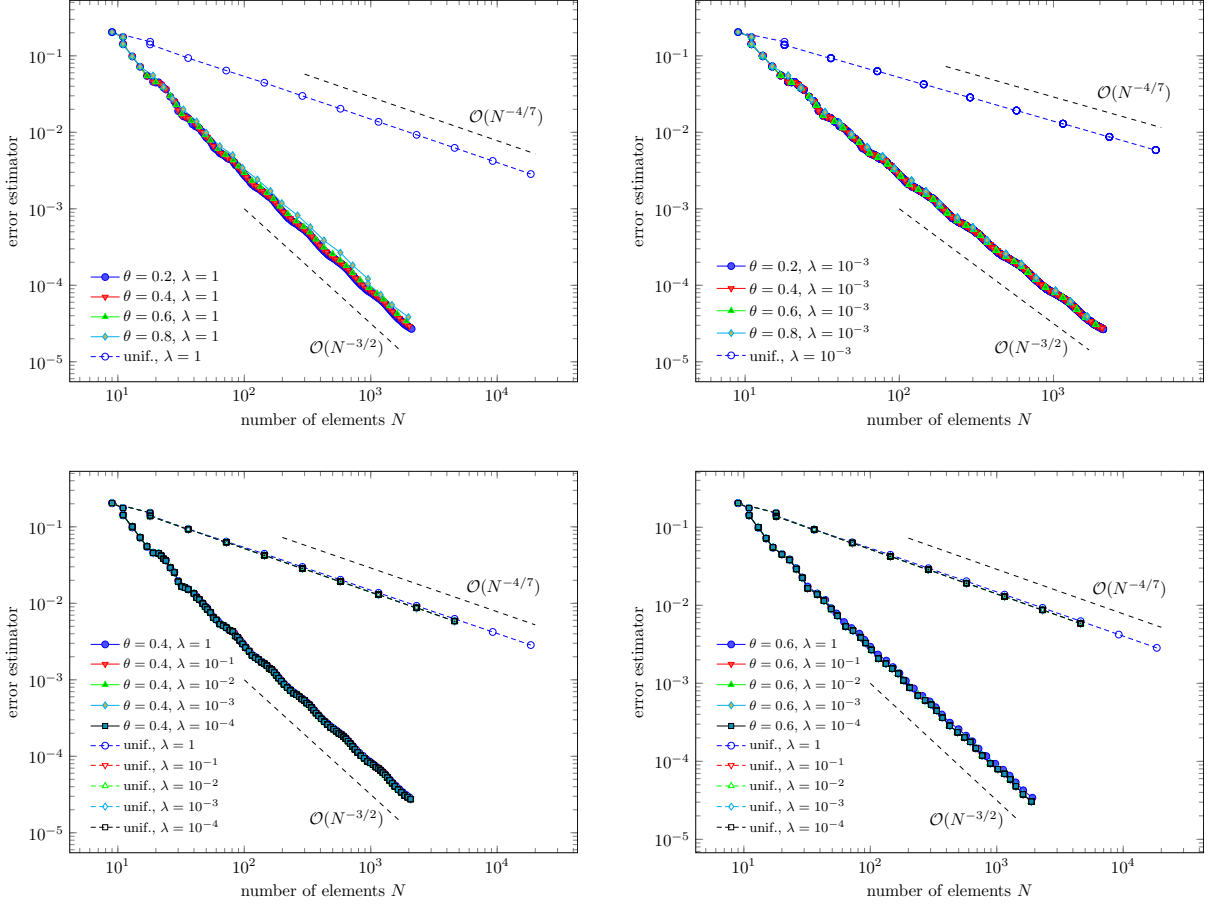 10^{-1}
10^{-2}
10^{-3}
10^{-4}
10^{-5}
error estimator
\mathcal{O}(N^{-4/7})
\mathcal{O}(N^{-3/2})
θ = 0.2, λ = 1
θ = 0.4, λ = 1
θ = 0.6, λ = 1
θ = 0.8, λ = 1
unif., λ = 1
10^1
10^2
10^3
10^4
number of elements N
10^{-1}
10^{-2}
10^{-3}
10^{-4}
10^{-5}
error estimator
\mathcal{O}(N^{-4/7})
\mathcal{O}(N^{-3/2})
θ = 0.2, λ = 10^{-3}
θ = 0.4, λ = 10^{-3}
θ = 0.6, λ = 10^{-3}
θ = 0.8, λ = 10^{-3}
unif., λ = 10^{-3}
10^1
10^2
10^3
number of elements N
10^{-1}
10^{-2}
10^{-3}
10^{-4}
10^{-5}
error estimator
\mathcal{O}(N^{-4/7})
\mathcal{O}(N^{-3/2})
θ = 0.4, λ = 1
θ = 0.4, λ = 10^{-1}
θ = 0.4, λ = 10^{-2}
θ = 0.4, λ = 10^{-3}
θ = 0.4, λ = 10^{-4}
unif., λ = 1
unif., λ = 10^{-1}
unif., λ = 10^{-2}
unif., λ = 10^{-3}
unif., λ = 10^{-4}
10^1
10^2
10^3
10^4
number of elements N
10^{-1}
10^{-2}
10^{-3}
10^{-4}
10^{-5}
error estimator
\mathcal{O}(N^{-4/7})
\mathcal{O}(N^{-3/2})
θ = 0.6, λ = 1
θ = 0.6, λ = 10^{-1}
θ = 0.6, λ = 10^{-2}
θ = 0.6, λ = 10^{-3}
θ = 0.6, λ = 10^{-4}
unif., λ = 1
unif., λ = 10^{-1}
unif., λ = 10^{-2}
unif., λ = 10^{-3}
unif., λ = 10^{-4}
10^1
10^2
10^3
10^4
number of elements N